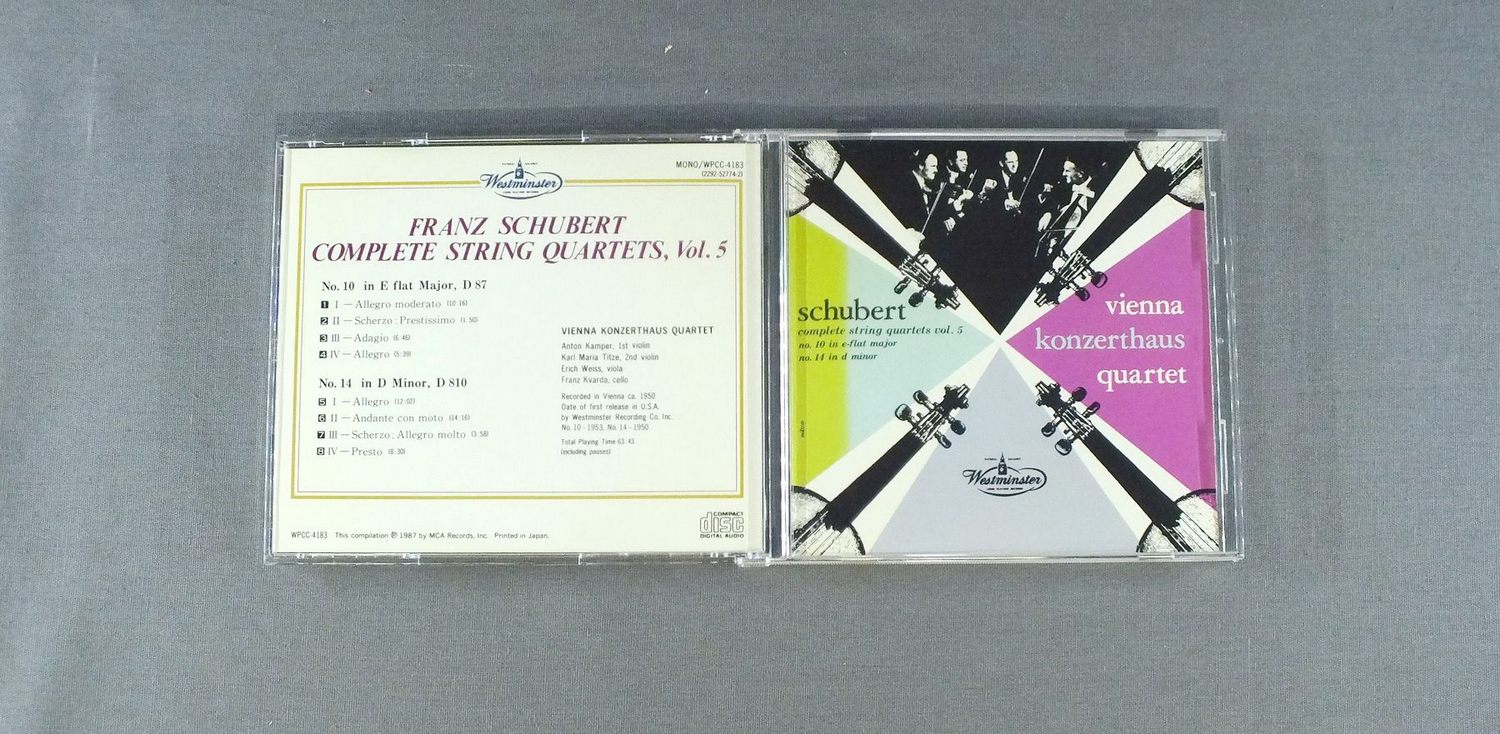 Westminster
MONO/WPCC-4183
(2292-52774-2)
FRANZ SCHUBERT
COMPLETE STRING QUARTETS, Vol. 5
No. 10 in E flat Major, D 87
1 I — Allegro moderato (10:16)
2 II — Scherzo: Prestissimo (1:50)
3 III — Adagio (6:46)
4 IV — Allegro (5:39)
No. 14 in D Minor, D 810
5 I — Allegro (12:02)
6 II — Andante con moto (14:16)
7 III — Scherzo: Allegro molto (3:58)
8 IV — Presto (8:30)
VIENNA KONZERTHAUS QUARTET
Anton Kamper, 1st violin
Karl Maria Titze, 2nd violin
Erich Weiss, viola
Franz Kvarda, cello
Recorded in Vienna ca. 1950
Date of first release in U.S.A.
by Westminster Recording Co. Inc.
No. 10 - 1953, No. 14 - 1950
Total Playing Time 63:43
(including pauses)
COMPACT
disc
DIGITAL AUDIO
WPCC-4183 This compilation ℗ 1987 by MCA Records, Inc. Printed in Japan.
schubert
complete string quartets vol. 5
no. 10 in e-flat major
no. 14 in d minor
vienna
konzerthaus
quartet
Westminster